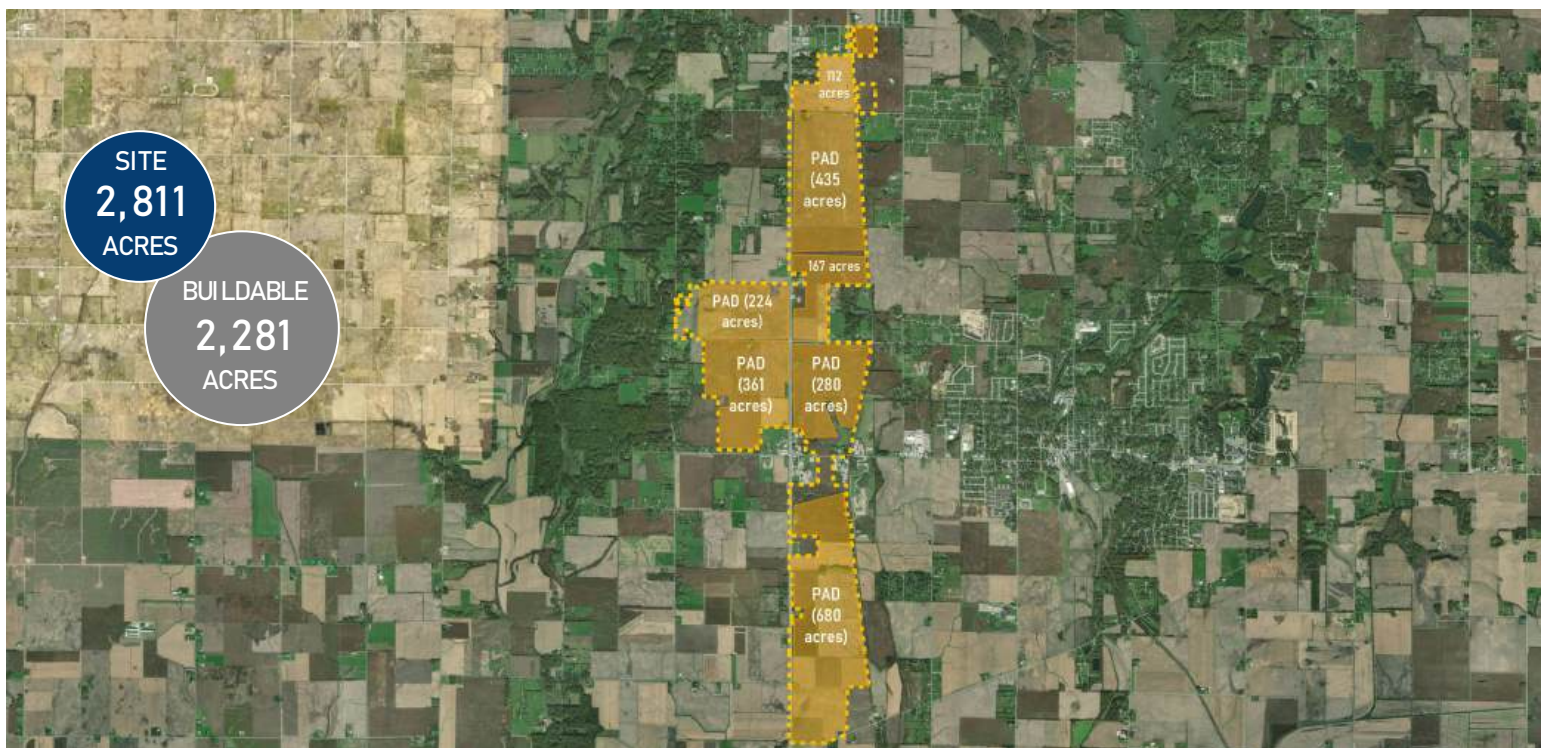 SITE
2,811
ACRES
BUILDABLE
2,281
ACRES
112
acres
PAD
(435
acres)
167 acres
PAD (224
acres)
PAD
(361
acres)
PAD
(280
acres)
PAD
(680
acres)